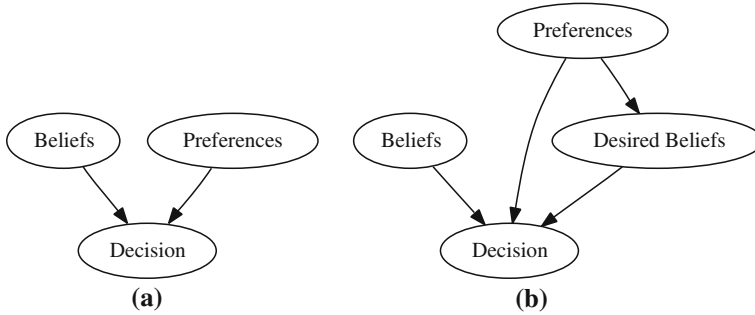 Preferences
Beliefs
Preferences
Beliefs
Desired Beliefs
Decision
Decision
(a)
(b)